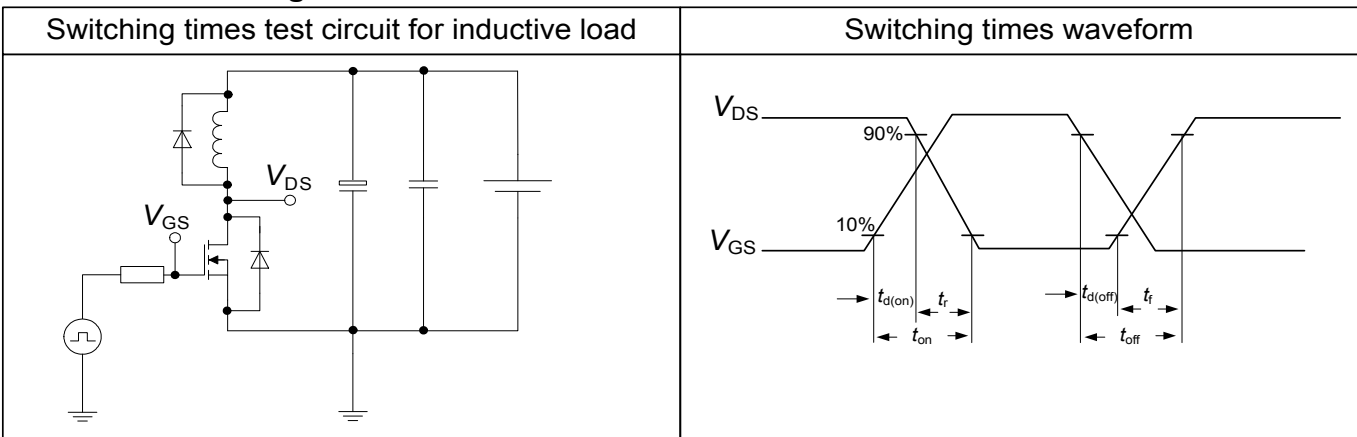 Switching times test circuit for inductive load
Switching times waveform
VDS
VGS
VDS
90%
10%
VGS
td(on) tr
td(off) tf
ton
toff